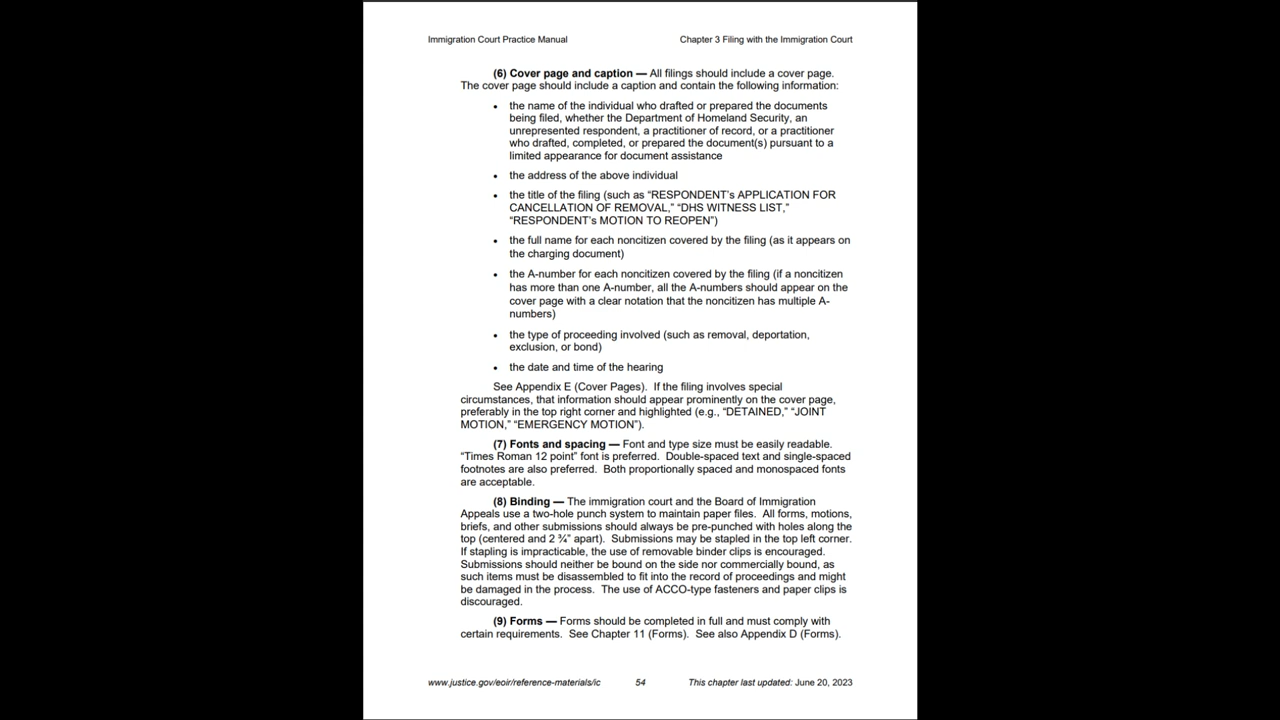 Immigration Court Practice Manual
Chapter 3 Filing with the Immigration Court
(6) Cover page and caption — All filings should include a cover page.
The cover page should include a caption and contain the following information:
• the name of the individual who drafted or prepared the documents
being filed, whether the Department of Homeland Security, an
unrepresented respondent, a practitioner of record, or a practitioner
who drafted, completed, or prepared the document(s) pursuant to a
limited appearance for document assistance
• the address of the above individual
• the title of the filing (such as “RESPONDENT’s APPLICATION FOR
CANCELLATION OF REMOVAL,” “DHS WITNESS LIST,”
“RESPONDENT’s MOTION TO REOPEN”)
• the full name for each noncitizen covered by the filing (as it appears on
the charging document)
• the A-number for each noncitizen covered by the filing (if a noncitizen
has more than one A-number, all the A-numbers should appear on the
cover page with a clear notation that the noncitizen has multiple A-
numbers)
• the type of proceeding involved (such as removal, deportation,
exclusion, or bond)
• the date and time of the hearing
See Appendix E (Cover Pages). If the filing involves special
circumstances, that information should appear prominently on the cover page,
preferably in the top right corner and highlighted (e.g., “DETAINED,” “JOINT
MOTION,” “EMERGENCY MOTION”).
(7) Fonts and spacing — Font and type size must be easily readable.
“Times Roman 12 point” font is preferred. Double-spaced text and single-spaced
footnotes are also preferred. Both proportionally spaced and monospaced fonts
are acceptable.
(8) Binding — The immigration court and the Board of Immigration
Appeals use a two-hole punch system to maintain paper files. All forms, motions,
briefs, and other submissions should always be pre-punched with holes along the
top (centered and 2 ¾” apart). Submissions may be stapled in the top left corner.
If stapling is impracticable, the use of removable binder clips is encouraged.
Submissions should neither be bound on the side nor commercially bound, as
such items must be disassembled to fit into the record of proceedings and might
be damaged in the process. The use of ACCO-type fasteners and paper clips is
discouraged.
(9) Forms — Forms should be completed in full and must comply with
certain requirements. See Chapter 11 (Forms). See also Appendix D (Forms).
www.justice.gov/eoir/reference-materials/ic
54
This chapter last updated: June 20, 2023